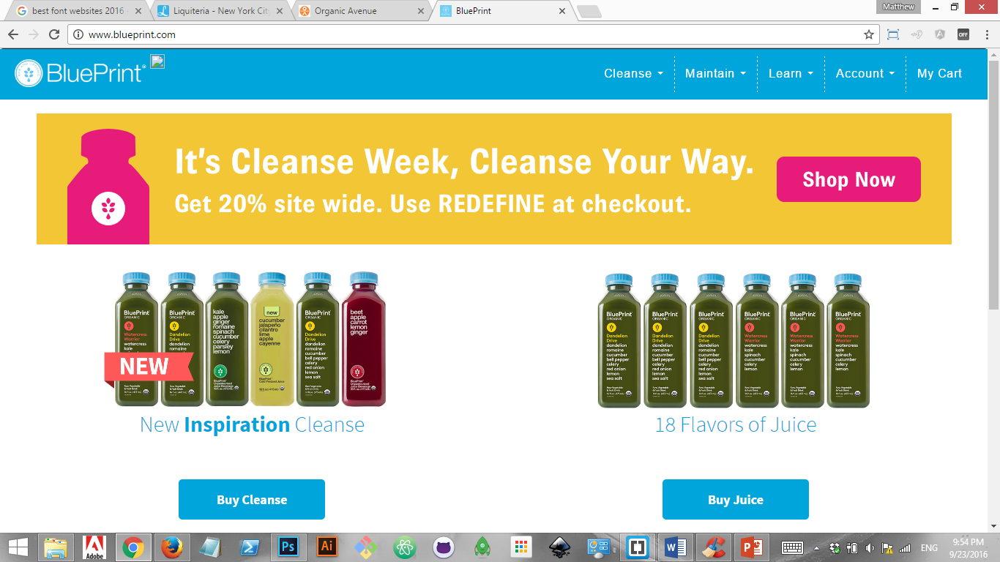 best font websites 2016 -
Liquiteria - New York City
Organic Avenue
BluePrint
Matthew
www.blueprint.com
OFF
BluePrint®
Cleanse
Maintain
Learn
Account
My Cart
It's Cleanse Week, Cleanse Your Way.
Get 20% site wide. Use REDEFINE at checkout.
Shop Now
BluePrint
ORGANIC
Watercress
Warrior
watercress
kale
NEW
BluePrint
ORGANIC
Dandelion
Drive
dandelion
romaine
kale
apple
ginger
romaine
spinach
cucumber
celery
parsley
lemon
new
cucumber
jalapeño
cilantro
lime
apple
cayenne
BluePrint
ORGANIC
Dandelion
Drive
dandelion
romaine
cucumber
bell pepper
celery
red onion
lemon
sea salt
beet
apple
carrot
lemon
ginger
New Inspiration Cleanse
BluePrint
ORGANIC
Dandelion
Drive
dandelion
romaine
cucumber
bell pepper
celery
red onion
lemon
sea salt
BluePrint
ORGANIC
Dandelion
Drive
dandelion
romaine
cucumber
bell pepper
celery
red onion
lemon
sea salt
BluePrint
ORGANIC
Dandelion
Drive
dandelion
romaine
cucumber
bell pepper
celery
red onion
lemon
sea salt
BluePrint
ORGANIC
Watercress
Warrior
watercress
kale
spinach
cucumber
celery
lemon
BluePrint
ORGANIC
Watercress
Warrior
watercress
kale
spinach
cucumber
celery
lemon
BluePrint
ORGANIC
Watercress
Warrior
watercress
kale
spinach
cucumber
celery
lemon
18 Flavors of Juice
Buy Cleanse
Buy Juice
Adobe
Ps
Ai
ENG
9:54 PM
9/23/2016